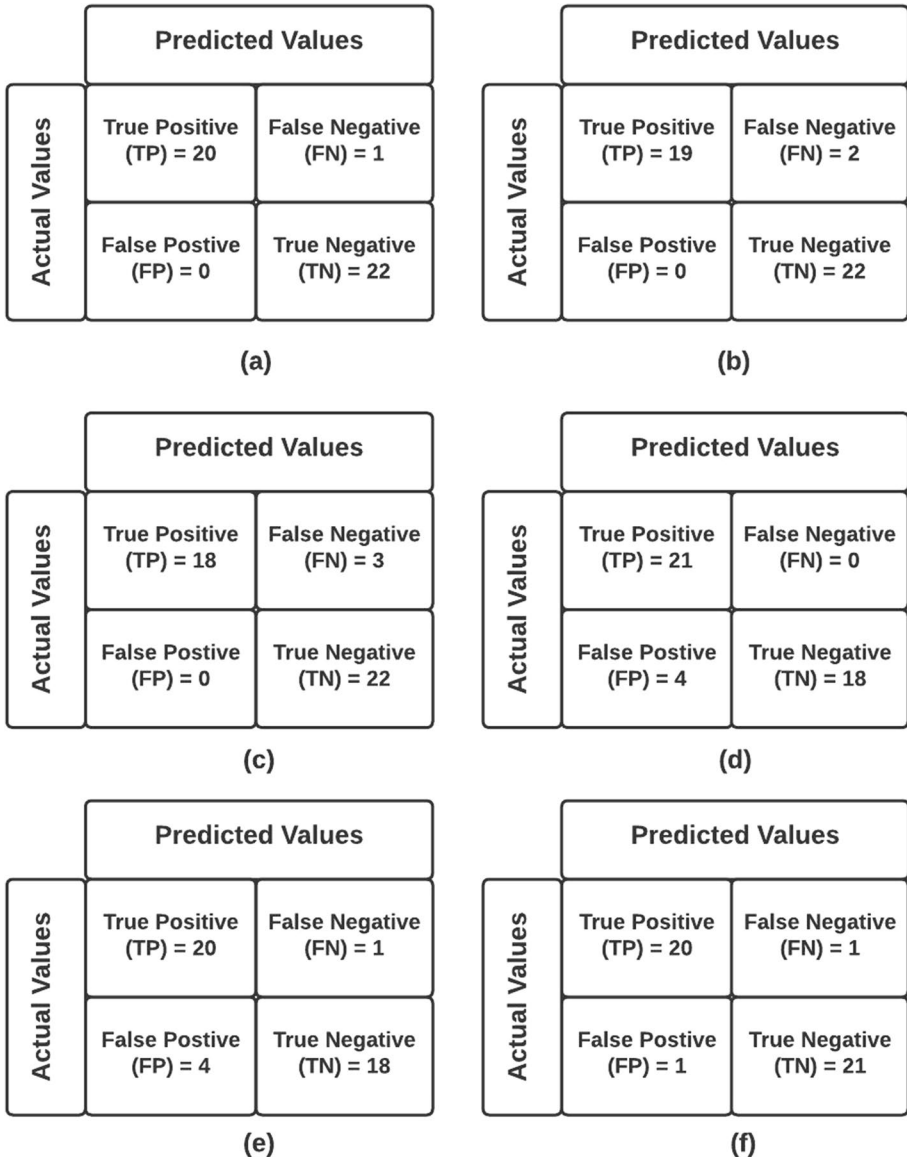 Predicted Values
Predicted Values
Actual Values
True Positive
(TP) = 20
False Negative
(FN) = 1
False Postive
(FP) = 0
True Negative
(TN) = 22
(a)
Actual Values
True Positive
(TP) = 19
False Negative
(FN) = 2
False Postive
(FP) = 0
True Negative
(TN) = 22
(b)
Predicted Values
Predicted Values
Actual Values
True Positive
(TP) = 18
False Negative
(FN) = 3
False Postive
(FP) = 0
True Negative
(TN) = 22
(c)
Actual Values
True Positive
(TP) = 21
False Negative
(FN) = 0
False Postive
(FP) = 4
True Negative
(TN) = 18
(d)
Predicted Values
Predicted Values
Actual Values
True Positive
(TP) = 20
False Negative
(FN) = 1
False Postive
(FP) = 4
True Negative
(TN) = 18
(e)
Actual Values
True Positive
(TP) = 20
False Negative
(FN) = 1
False Postive
(FP) = 1
True Negative
(TN) = 21
(f)